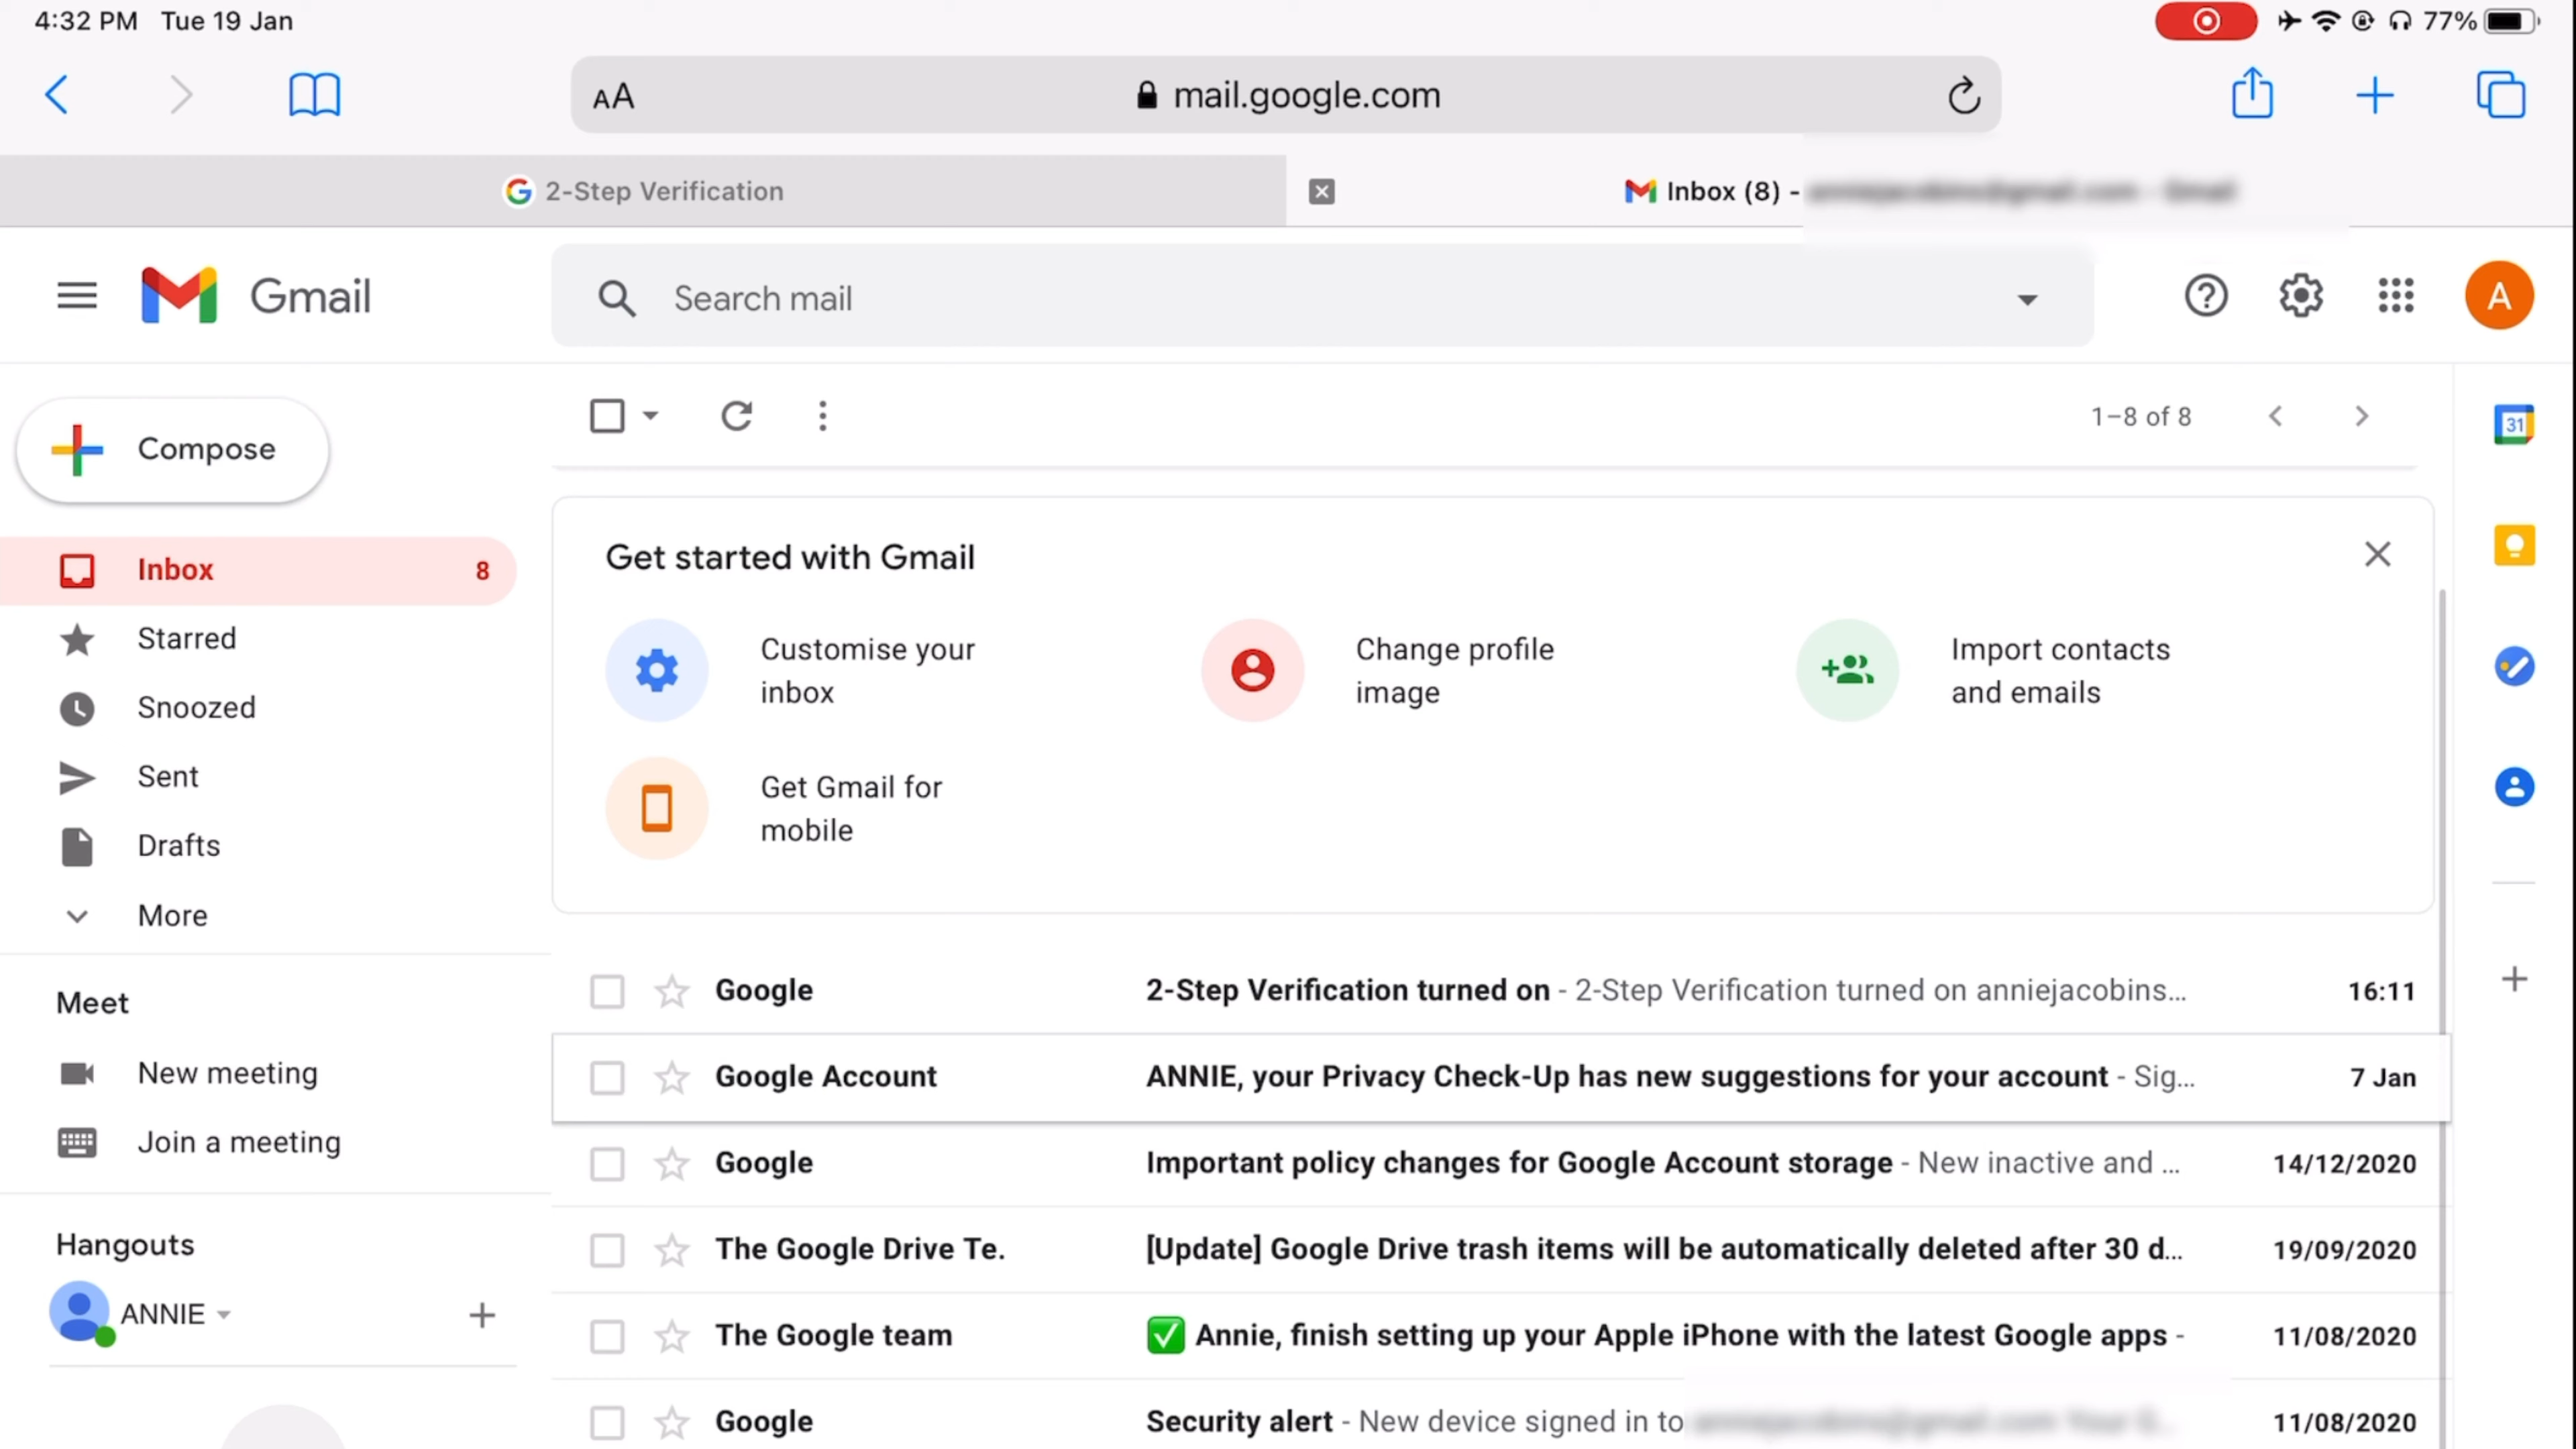 4:32 PM Tue 19 Jan
77%
AA
mail.google.com
2-Step Verification
Inbox (8) -
Gmail
Search mail
A
Compose
1–8 of 8
31
Get started with Gmail
Inbox 8
Customise your
inbox
Change profile
image
Import contacts
and emails
Starred
Snoozed
Sent
Get Gmail for
mobile
Drafts
More
Google 2-Step Verification turned on - 2-Step Verification turned on anniejacobins... 16:11
Meet
Google Account ANNIE, your Privacy Check-Up has new suggestions for your account - Sig... 7 Jan
New meeting
Join a meeting
Google Important policy changes for Google Account storage - New inactive and ... 14/12/2020
Hangouts
The Google Drive Te. [Update] Google Drive trash items will be automatically deleted after 30 d... 19/09/2020
ANNIE
The Google team ✅ Annie, finish setting up your Apple iPhone with the latest Google apps - 11/08/2020
Google Security alert - New device signed in to 11/08/2020